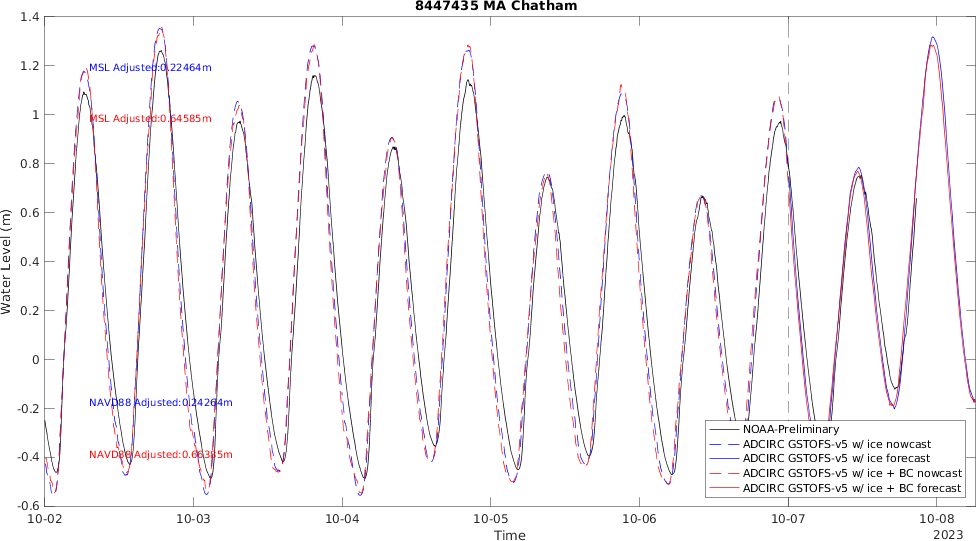 8447435 MA Chatham
1.4
1.2
1
0.8
0.6
0.4
0.2
0
-0.2
-0.4
-0.6
Water Level (m)
MSL Adjusted:0.22464m
MSL Adjusted:0.64585m
NAVD88 Adjusted:0.24264m
NAVD88 Adjusted:0.66385m
NOAA-Preliminary
ADCIRC GSTOFS-v5 w/ ice nowcast
ADCIRC GSTOFS-v5 w/ ice forecast
ADCIRC GSTOFS-v5 w/ ice + BC nowcast
ADCIRC GSTOFS-v5 w/ ice + BC forecast
10-02 10-03 10-04 10-05 10-06 10-07 10-08
Time
2023